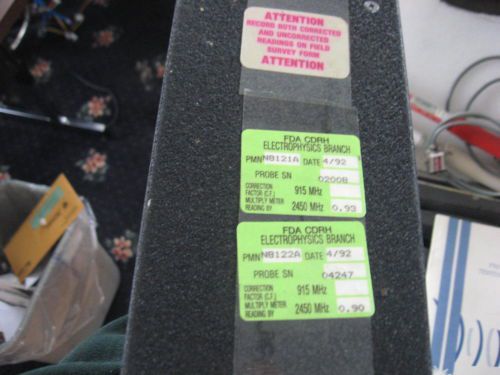 ATTENTION
RECORD BOTH CORRECTED
AND UNCORRECTED
READINGS ON FIELD
SURVEY FORM
ATTENTION
FDA CDRH
ELECTROPHYSICS BRANCH
PMN N8121A DATE 4/92
PROBE SN 02008
CORRECTION
FACTOR (C.F.) 915 MHz
MULTIPLY METER
READING BY 2450 MHz 0.93
FDA CDRH
ELECTROPHYSICS BRANCH
PMN N8122A DATE 4/92
PROBE SN 04247
CORRECTION
FACTOR (C.F.) 915 MHz
MULTIPLY METER
READING BY 2450 MHz 0.90